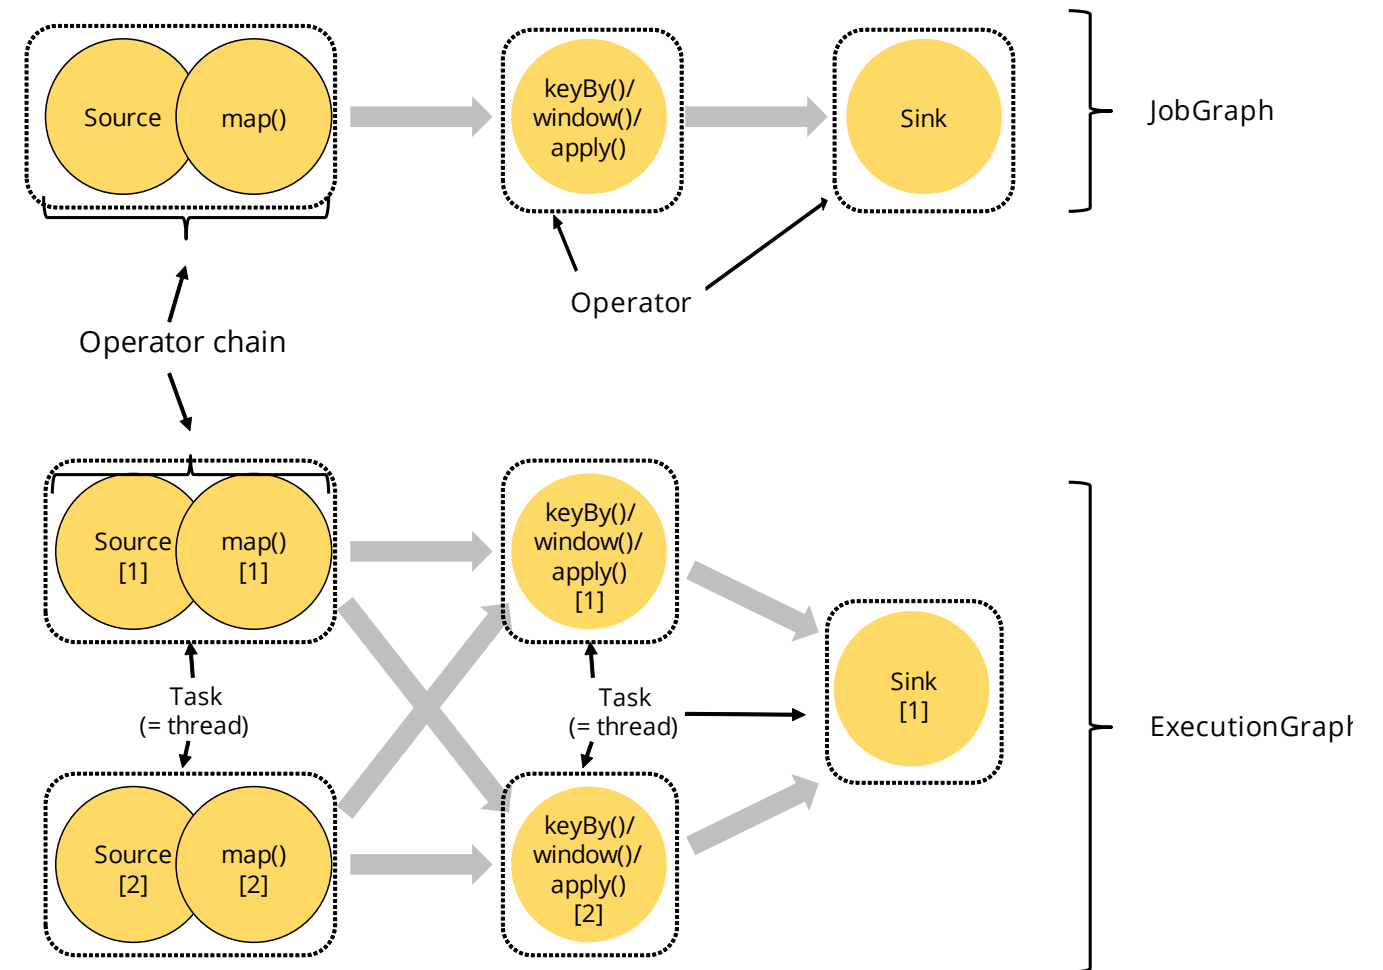 Source
map()
keyBy()/
window()/
apply()
Sink
JobGraph
Operator
Operator chain
Source
[1]
map()
[1]
keyBy()/
window()/
apply()
[1]
Task
(= thread)
Task
(= thread)
Sink
[1]
ExecutionGraph
Source
[2]
map()
[2]
keyBy()/
window()/
apply()
[2]